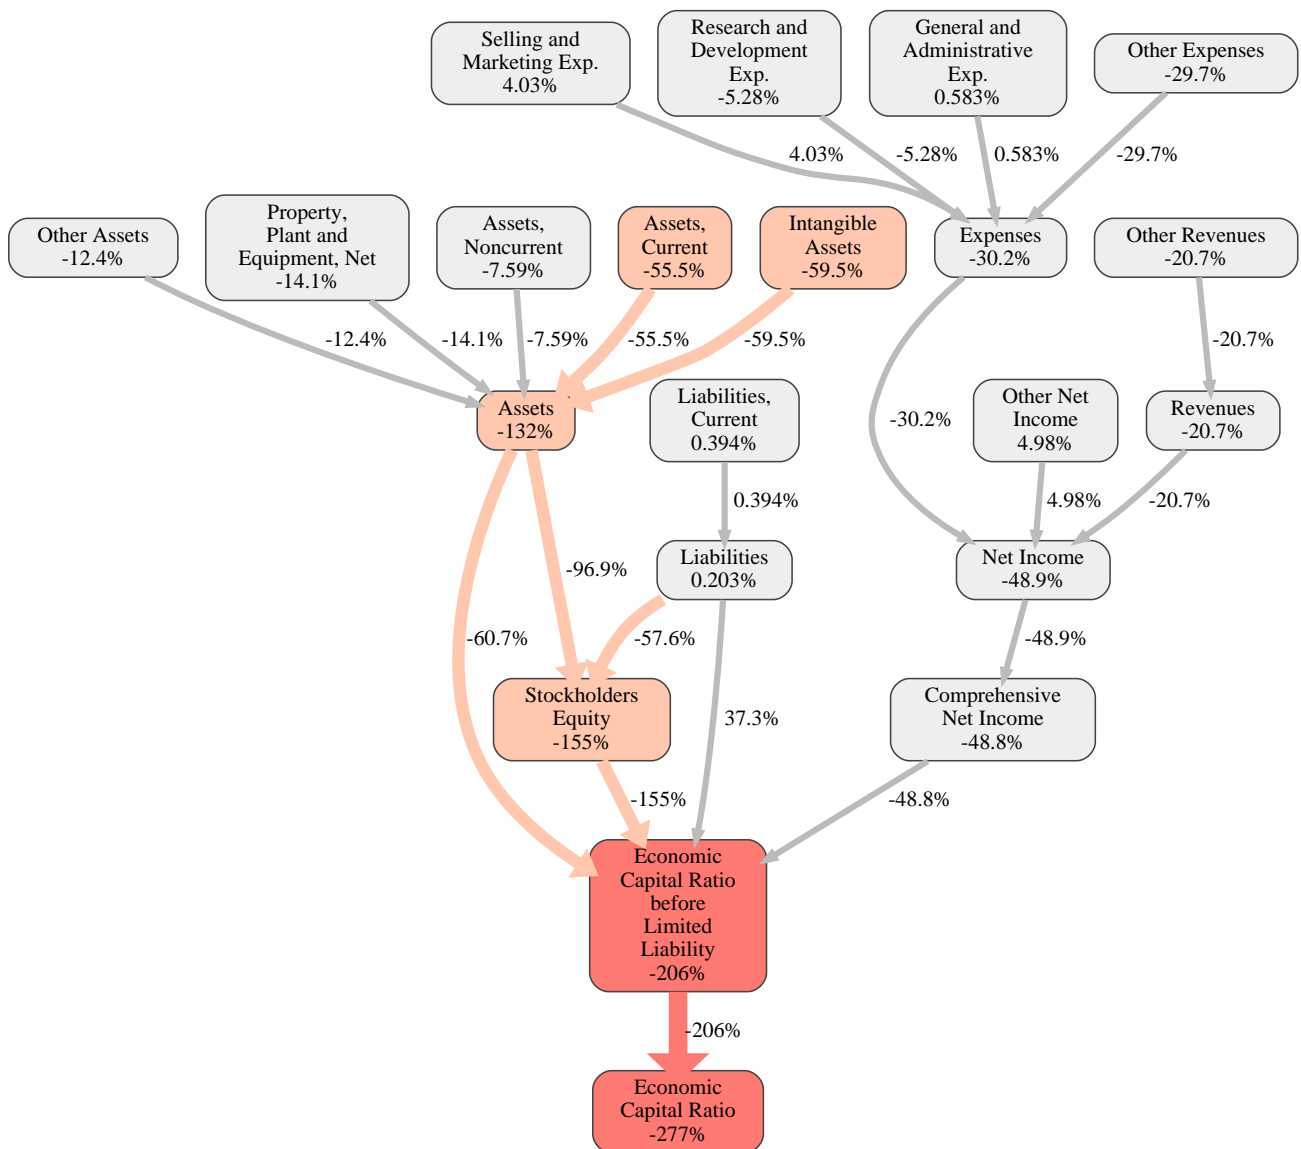 Selling and
Marketing Exp.
4.03%
Research and
Development
Exp.
-5.28%
General and
Administrative
Exp.
0.583%
Other Expenses
-29.7%
4.03%
-5.28%
0.583%
-29.7%
Other Assets
-12.4%
Property,
Plant and
Equipment, Net
-14.1%
Assets,
Noncurrent
-7.59%
Assets,
Current
-55.5%
Intangible
Assets
-59.5%
Expenses
-30.2%
Other Revenues
-20.7%
-12.4%
-14.1%
-7.59%
-55.5%
-59.5%
-20.7%
Assets
-132%
Liabilities,
Current
0.394%
-30.2%
Other Net
Income
4.98%
Revenues
-20.7%
0.394%
4.98%
-20.7%
-96.9%
Liabilities
0.203%
Net Income
-48.9%
-60.7%
-57.6%
-48.9%
Stockholders
Equity
-155%
37.3%
Comprehensive
Net Income
-48.8%
-155%
-48.8%
Economic
Capital Ratio
before
Limited
Liability
-206%
-206%
Economic
Capital Ratio
-277%